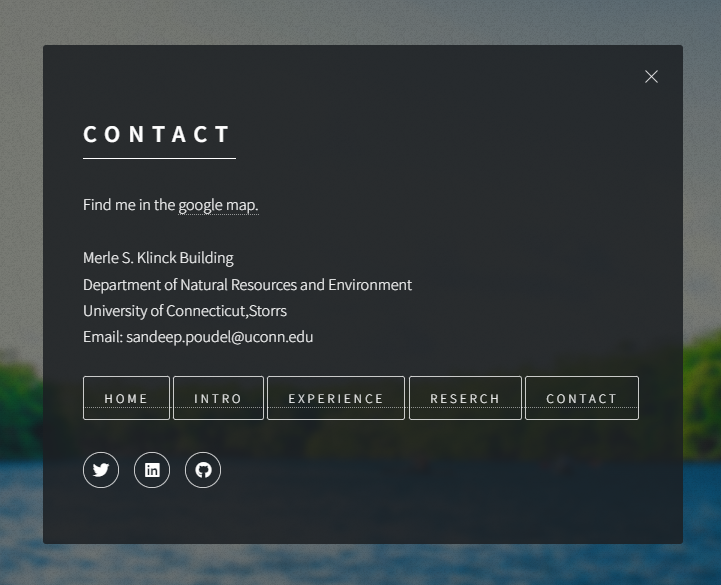 CONTACT
Find me in the google map.
Merle S. Klinck Building
Department of Natural Resources and Environment
University of Connecticut,Storrs
Email: sandeep.poudel@uconn.edu
HOME INTRO EXPERIENCE RESERCH CONTACT